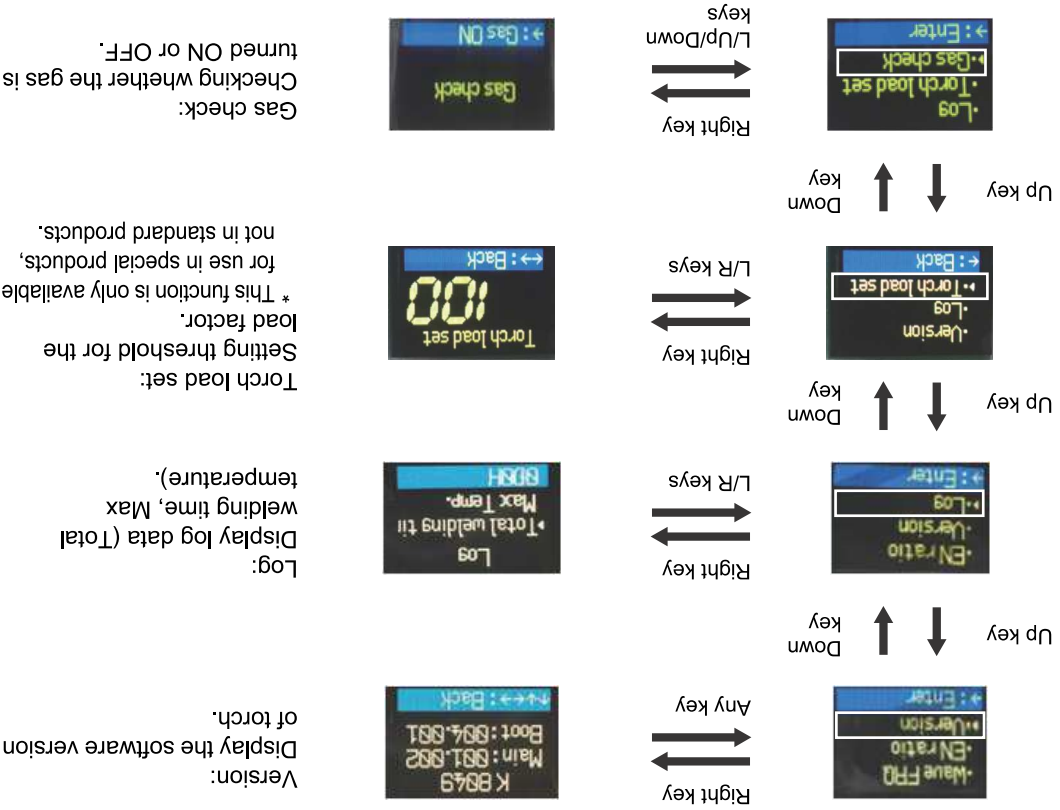 ·Wave FRQ
·EN ratio
▸·Version
→: Enter
Right key
Any key
K8049
Main:001.002
Boot:004.001
↑↓←→: Back
Version:
Display the software version
of torch.
Up key
Down
key
·EN ratio
·Version
▸·Log
→: Enter
Right key
L/R keys
Log
▸Total welding ti
Max Temp.
000H
Log:
Display log data (Total
welding time, Max
temperature).
Up key
Down
key
·Version
·Log
▸·Torch load set
→: Back
Right key
L/R keys
Torch load set
100
←→: Back
Torch load set:
Setting threshold for the
load factor.
* This function is only available
for use in special products,
not in standard products.
Up key
Down
key
·Log
·Torch load set
▸·Gas check
→: Enter
Right key
L/Up/Down
keys
Gas check
→: Gas ON
Gas check:
Checking whether the gas is
turned ON or OFF.